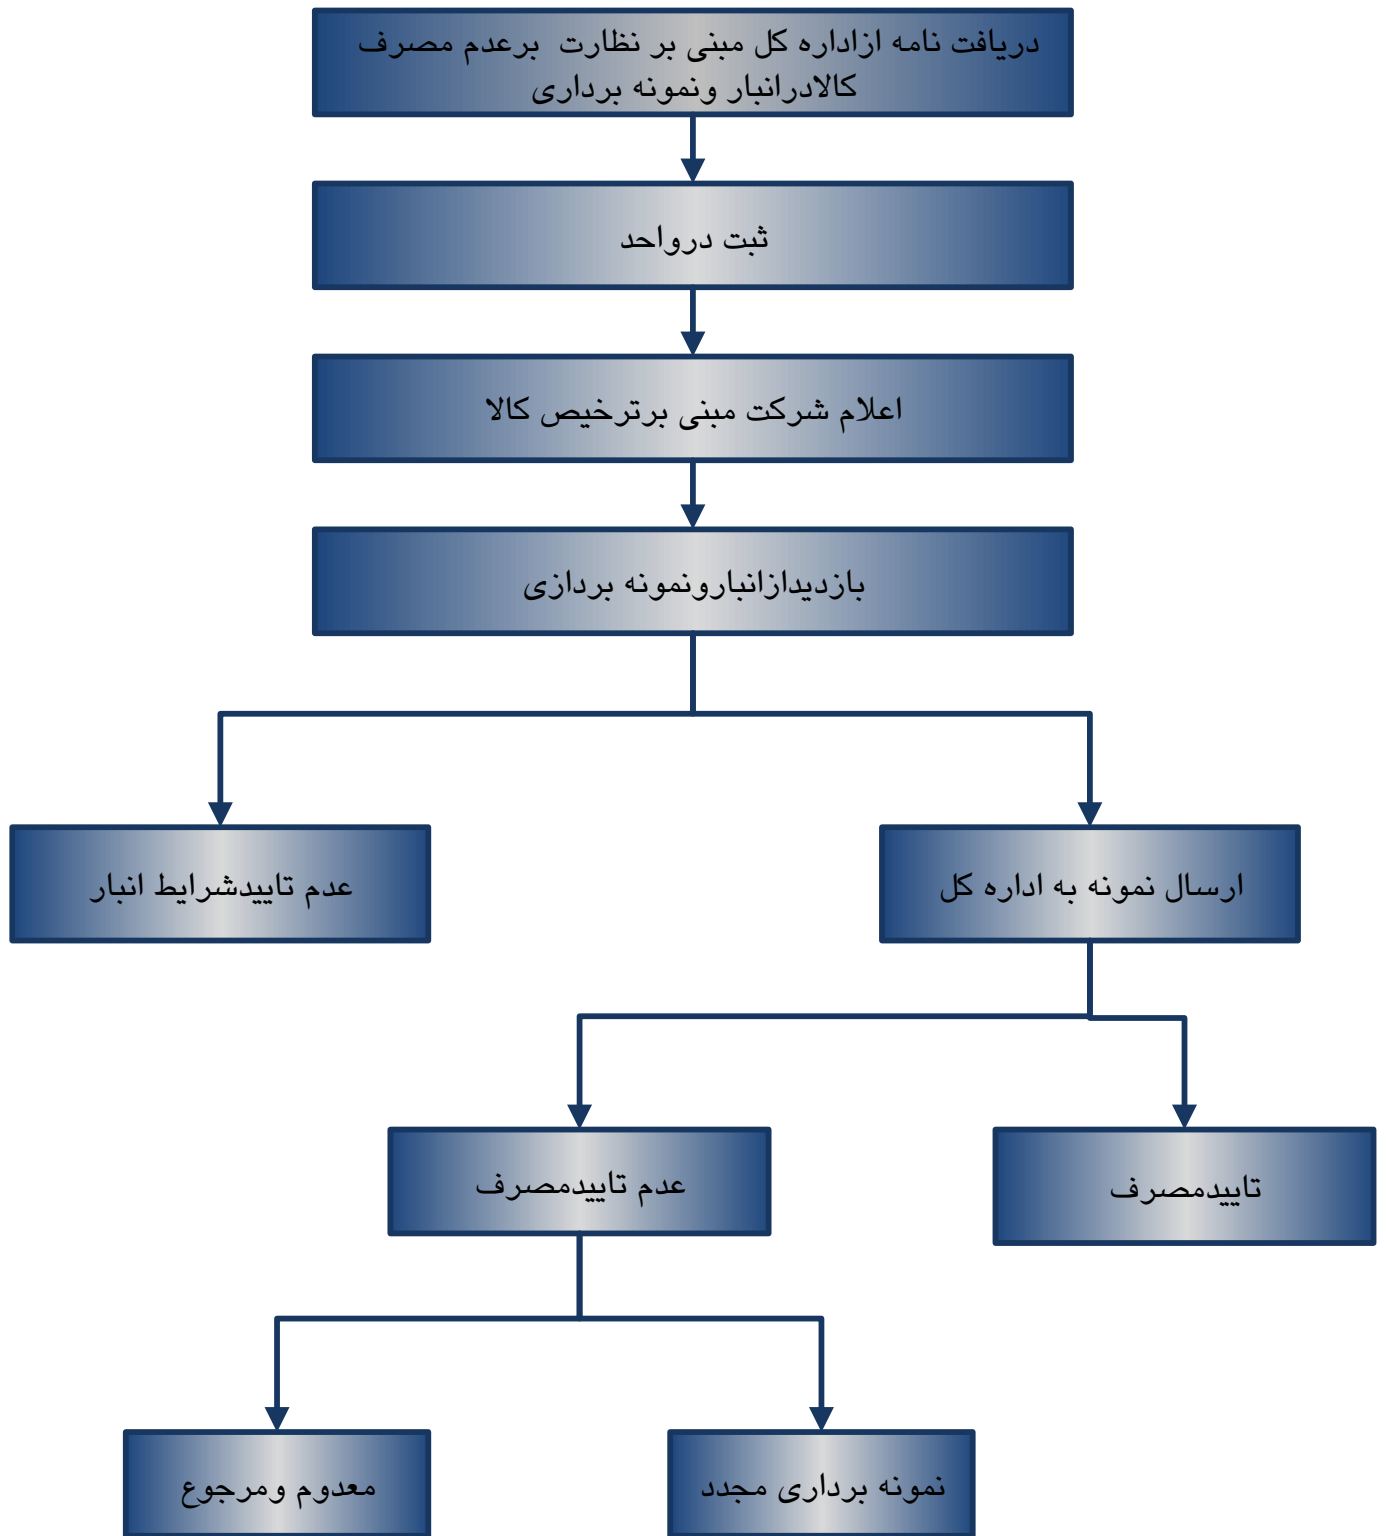 دریافت نامه ازاداره کل مبنی بر نظارت  برعدم مصرف
کالادرانبار ونمونه برداری
ثبت درواحد
اعلام شرکت مبنی برترخیص کالا
بازدیدازانبارونمونه بردازی
ارسال نمونه به اداره کل
عدم تاییدشرایط انبار
تاییدمصرف
عدم تاییدمصرف
نمونه برداری مجدد
معدوم ومرجوع